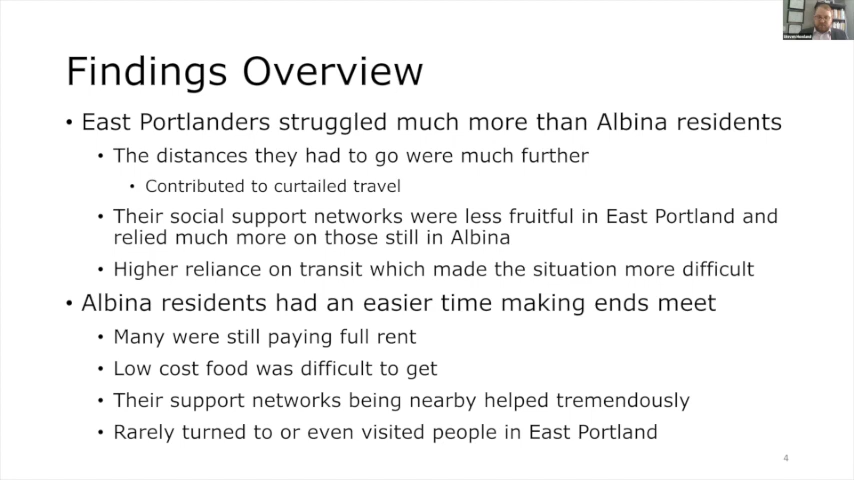 Findings Overview
• East Portlanders struggled much more than Albina residents
• The distances they had to go were much further
• Contributed to curtailed travel
• Their social support networks were less fruitful in East Portland and
relied much more on those still in Albina
• Higher reliance on transit which made the situation more difficult
• Albina residents had an easier time making ends meet
• Many were still paying full rent
• Low cost food was difficult to get
• Their support networks being nearby helped tremendously
• Rarely turned to or even visited people in East Portland
4